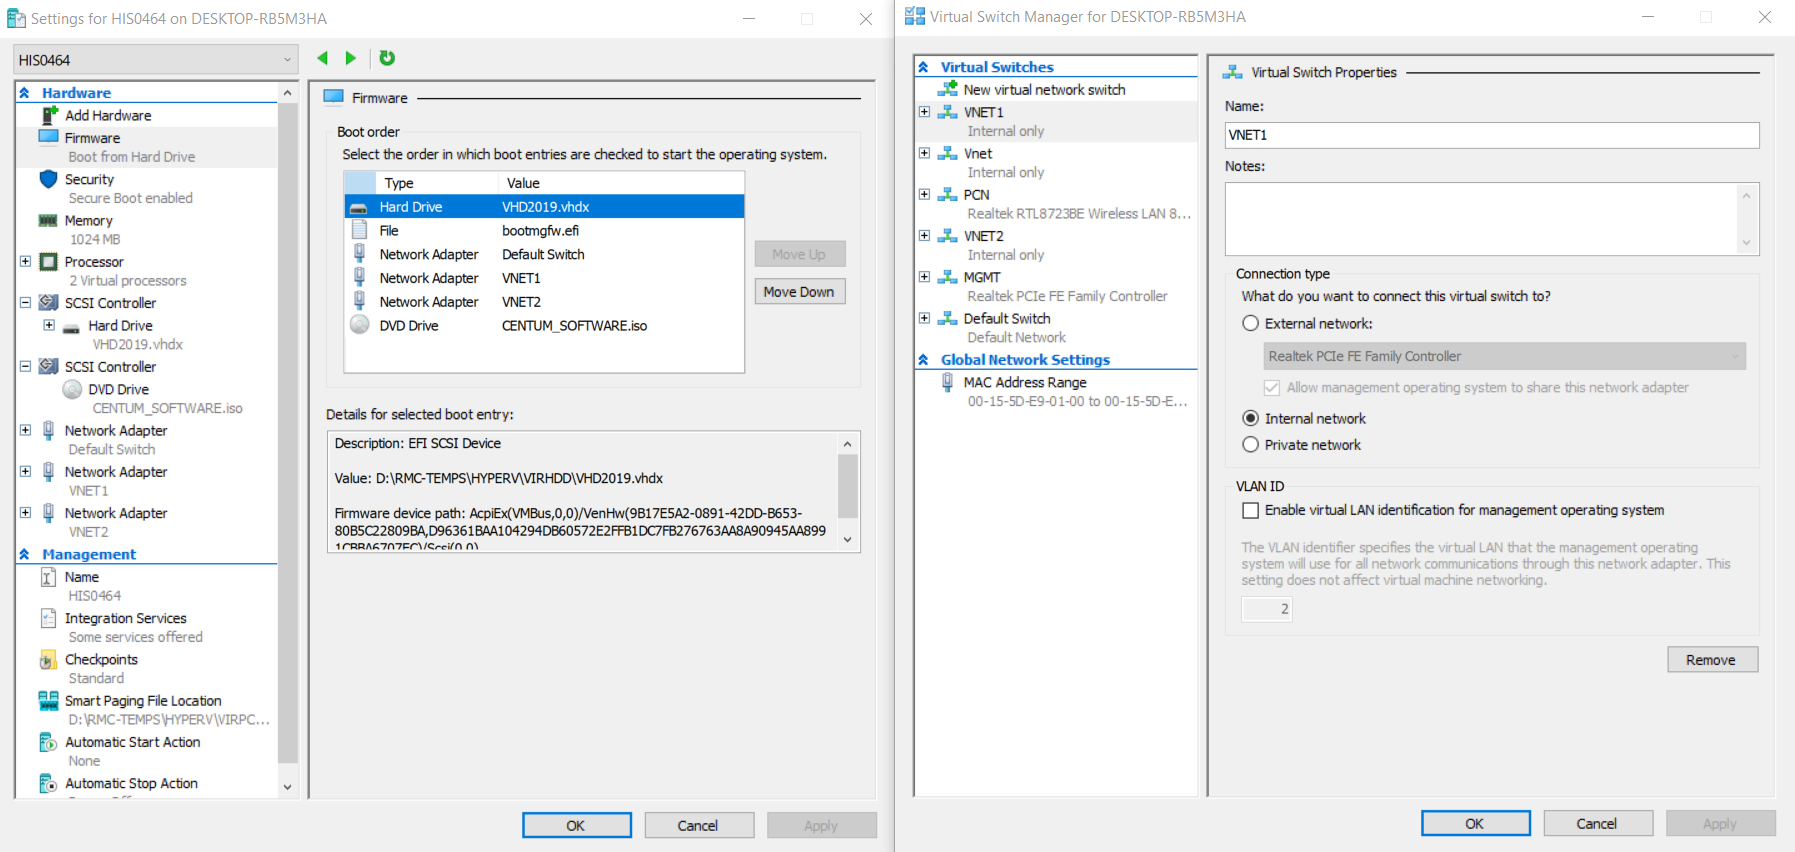 Settings for HIS0464 on DESKTOP-RB5M3HA
HIS0464
Hardware
Add Hardware
Firmware
Boot from Hard Drive
Security
Secure Boot enabled
Memory
1024 MB
Processor
2 Virtual processors
SCSI Controller
Hard Drive
VHD2019.vhdx
SCSI Controller
DVD Drive
CENTUM_SOFTWARE.iso
Network Adapter
Default Switch
Network Adapter
VNET1
Network Adapter
VNET2
Management
Name
HIS0464
Integration Services
Some services offered
Checkpoints
Standard
Smart Paging File Location
D:\RMC-TEMPS\HYPERV\VIRPC...
Automatic Start Action
None
Automatic Stop Action
Firmware
Boot order
Select the order in which boot entries are checked to start the operating system.
Type Value
Hard Drive VHD2019.vhdx
File bootmgfw.efi
Network Adapter Default Switch
Network Adapter VNET1
Network Adapter VNET2
DVD Drive CENTUM_SOFTWARE.iso
Move Up
Move Down
Details for selected boot entry:
Description: EFI SCSI Device
Value: D:\RMC-TEMPS\HYPERV\VIRHDD\VHD2019.vhdx
Firmware device path: AcpiEx(VMBus,0,0)/VenHw(9B17E5A2-0891-42DD-B653-
80B5C22809BA,D96361BAA104294DB60572E2FFB1DC7FB276763AA8A90945AA899
1CBBA6707EC)/Scsi(0,0)
OK Cancel Apply
Virtual Switch Manager for DESKTOP-RB5M3HA
Virtual Switches
New virtual network switch
VNET1
Internal only
Vnet
Internal only
PCN
Realtek RTL8723BE Wireless LAN 8...
VNET2
Internal only
MGMT
Realtek PCIe FE Family Controller
Default Switch
Default Network
Global Network Settings
MAC Address Range
00-15-5D-E9-01-00 to 00-15-5D-E...
Virtual Switch Properties
Name:
VNET1
Notes:
Connection type
What do you want to connect this virtual switch to?
External network:
Realtek PCIe FE Family Controller
Allow management operating system to share this network adapter
Internal network
Private network
VLAN ID
Enable virtual LAN identification for management operating system
The VLAN identifier specifies the virtual LAN that the management operating
system will use for all network communications through this network adapter. This
setting does not affect virtual machine networking.
2
Remove
OK Cancel Apply